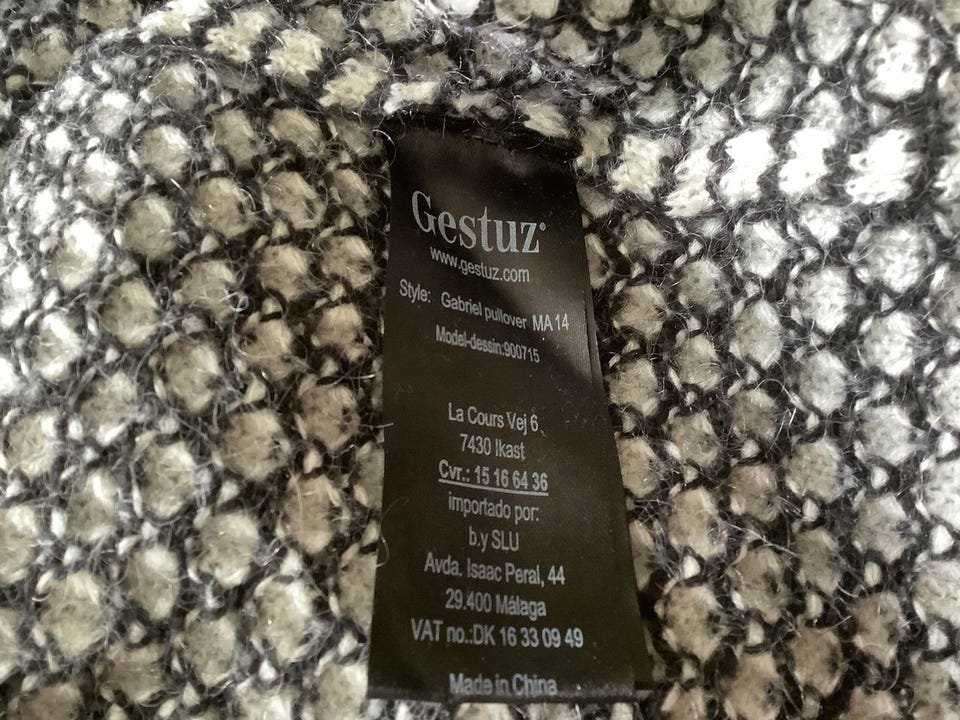 Gestuz®
www.gestuz.com
Style: Gabriel pullover MA 14
Model-dessin:900715
La Cours Vej 6
7430 Ikast
Cvr.: 15 16 64 36
importado por:
b.y SLU
Avda. Isaac Peral, 44
29.400 Málaga
VAT no.:DK 16 33 09 49
Made in China